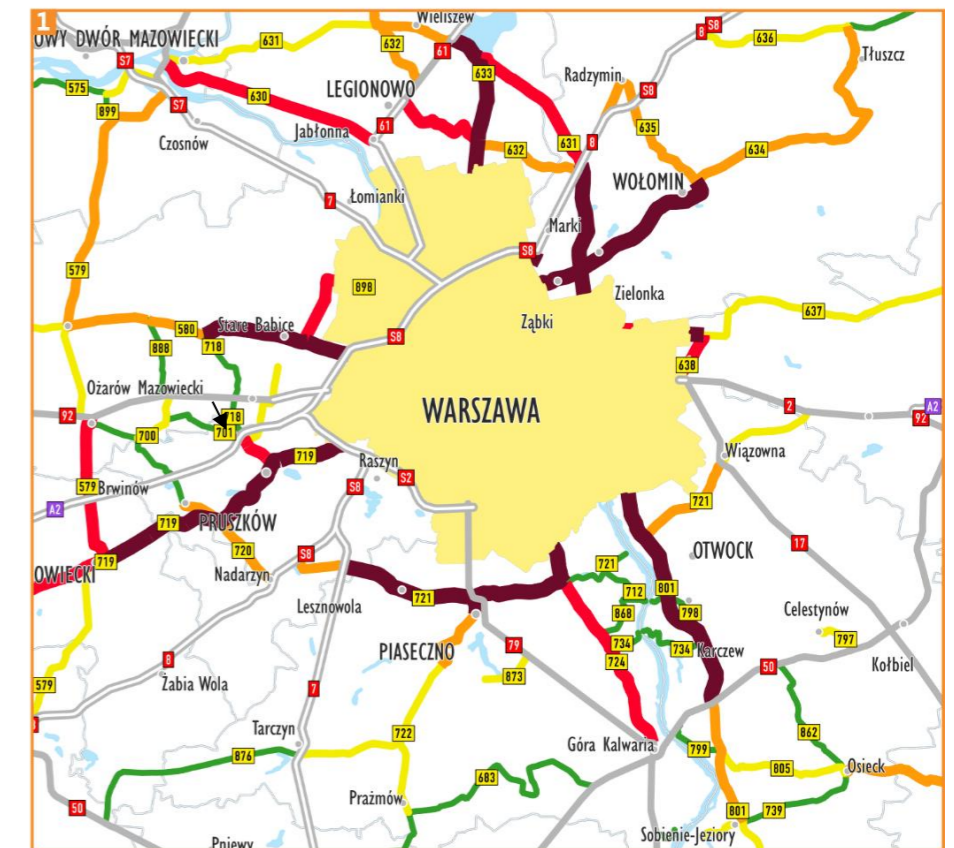 1
Wieliszew
OWY DWÓR MAZOWIECKI
631
632
61
8
S8
636
Tłuszcz
S7
575
899
S7
630
LEGIONOWO
633
Radzymin
S8
Czosnów
Jabłonna
61
632
631
8
635
634
7
Łomianki
WOŁOMIN
Marki
S8
579
898
Zielonka
637
580
Stare Babice
S8
Ząbki
888
718
638
Ożarów Mazowiecki
WARSZAWA
2
A2
92
92
718
701
700
719
Raszyn
S2
Wiązowna
579
Brwinów
S8
A2
721
719
PRUSZKÓW
17
OTWOCK
OWIECKI
719
720
S8
Nadarzyn
721
721
712
801
798
Lesznowola
868
Celestynów
734
734
Karczew
797
PIASECZNO
79
724
50
Kołbiel
579
8
Żabia Wola
7
873
Tarczyn
722
862
Góra Kalwaria
799
876
805
Osieck
683
50
Prażmów
801
739
Sobienie-Jeziory
Pniewy